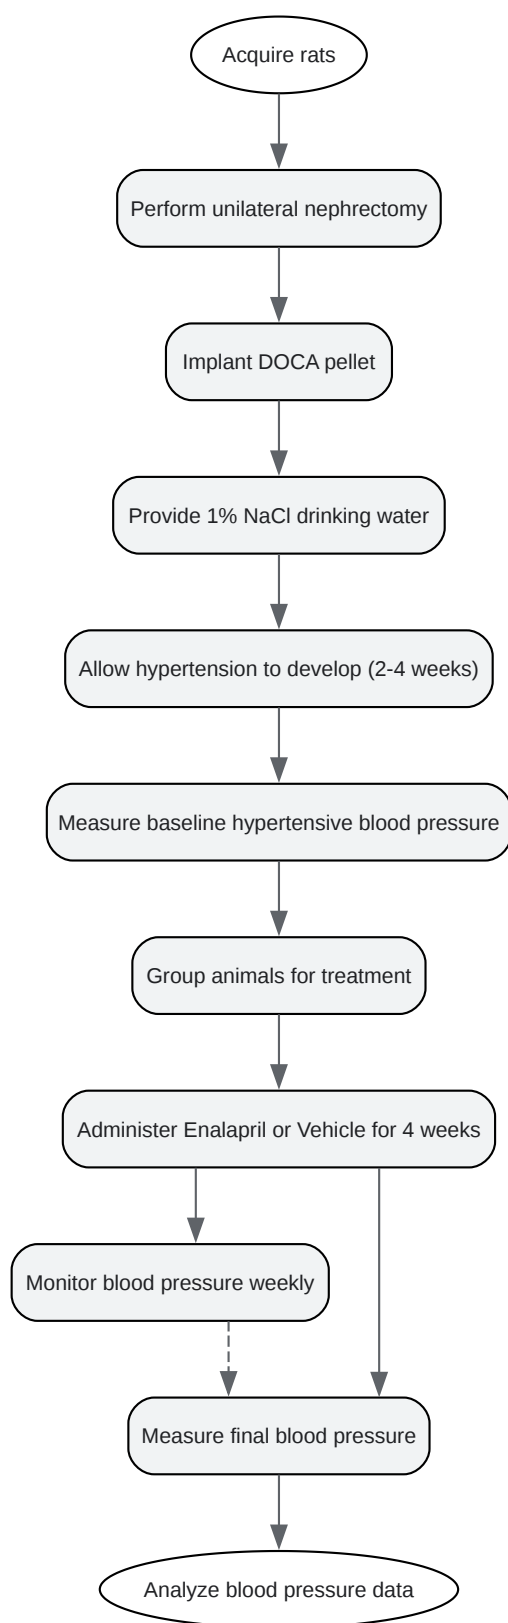 Acquire rats
Perform unilateral nephrectomy
Implant DOCA pellet
Provide 1% NaCl drinking water
Allow hypertension to develop (2-4 weeks)
Measure baseline hypertensive blood pressure
Group animals for treatment
Administer Enalapril or Vehicle for 4 weeks
Monitor blood pressure weekly
Measure final blood pressure
Analyze blood pressure data